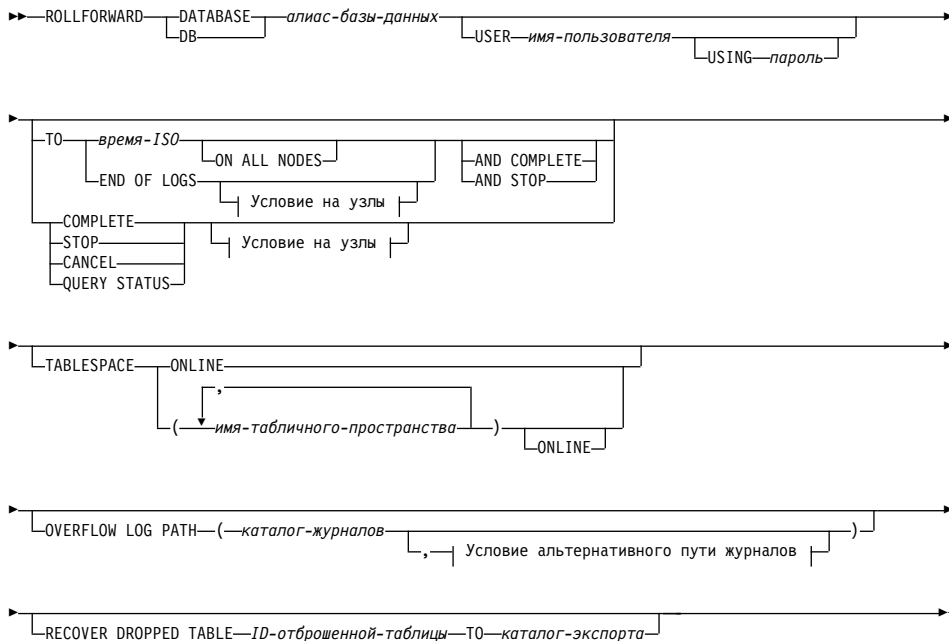 ROLLFORWARD DATABASE алиас-базы-данных
DB USER имя-пользователя
USING пароль
TO время-ISO
ON ALL NODES AND COMPLETE
END OF LOGS AND STOP
Условие на узлы
COMPLETE
STOP Условие на узлы
CANCEL
QUERY STATUS
TABLESPACE ONLINE
,
( имя-табличного-пространства )
ONLINE
OVERFLOW LOG PATH ( каталог-журналов )
, Условие альтернативного пути журналов
RECOVER DROPPED TABLE ID-отброшенной-таблицы TO каталог-экспорта